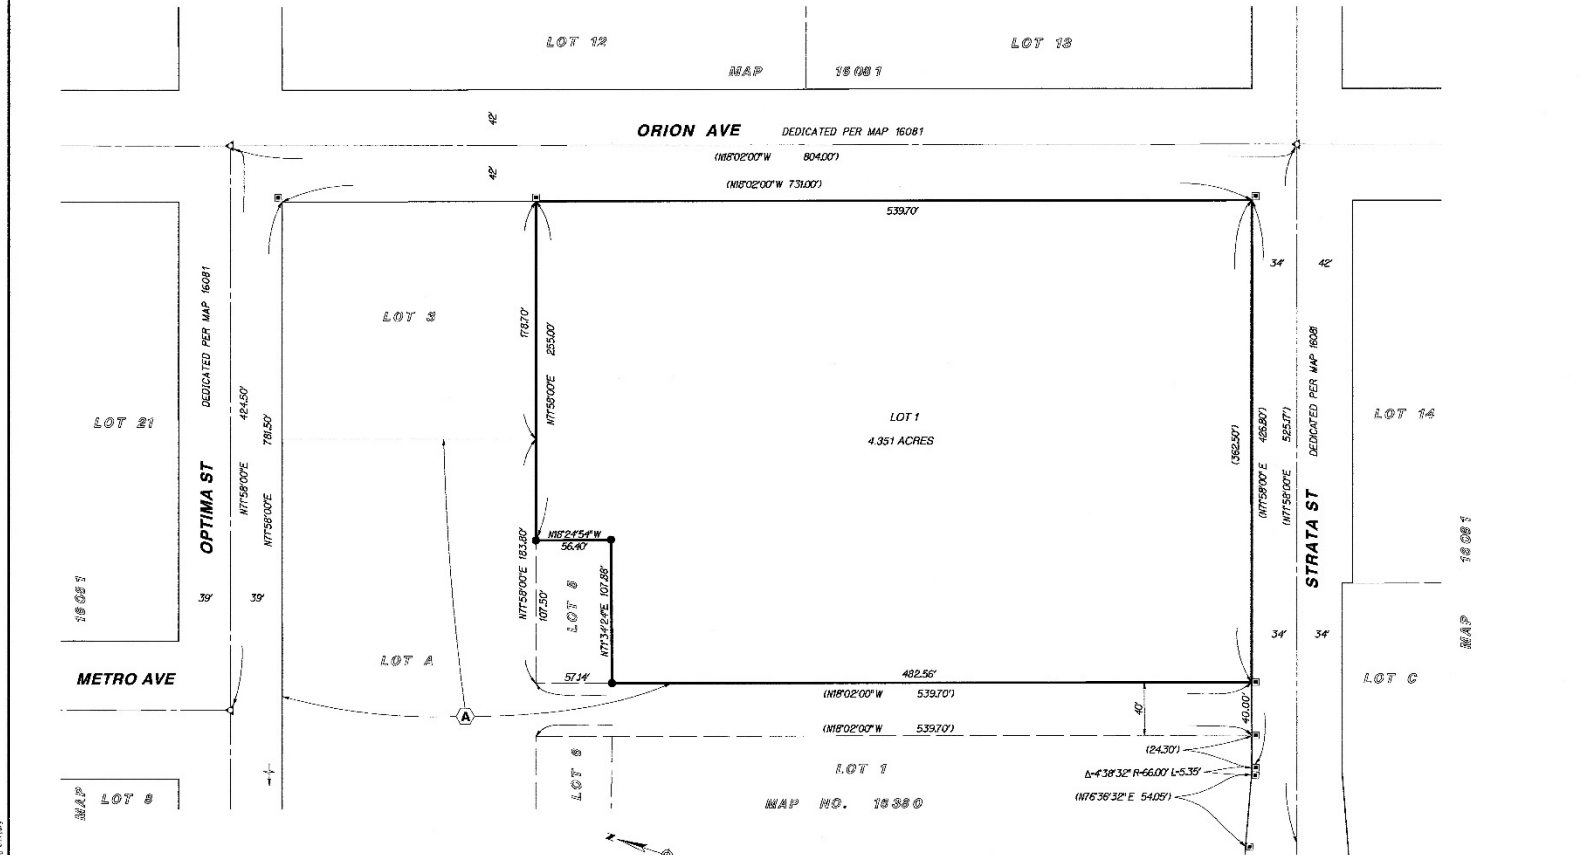 LOT 12
LOT 13
MAP 16081
42'
ORION AVE DEDICATED PER MAP 16081
(N18°02'00"W 804.00')
42'
(N18°02'00"W 731.00')
539.70'
34' 42'
DEDICATED PER MAP 16081
LOT 3
178.70'
N71°58'00"E 255.00'
LOT 21
N71°58'00"E 424.50'
N71°58'00"E 781.50'
OPTIMA ST
LOT 1
4.351 ACRES
(362.50')
(N71°58'00"E 426.80')
(N71°58'00"E 525.17')
DEDICATED PER MAP 16081
STRATA ST
LOT 14
MAP 16081
16081
39' 39'
N18°24'54"W
56.40'
N71°58'00"E 183.80'
107.50'
LOT 5
N71°34'24"E 107.88'
34' 34'
METRO AVE
LOT A
57.14'
482.56'
(N18°02'00"W 539.70')
LOT C
A
40'
40.00'
(N18°02'00"W 539.70')
(24.30')
LOT 6
LOT 1
Δ=4°38'32" R=66.00' L=5.35'
MAP LOT 8
MAP NO. 15380
(N76°36'32"E 54.05')